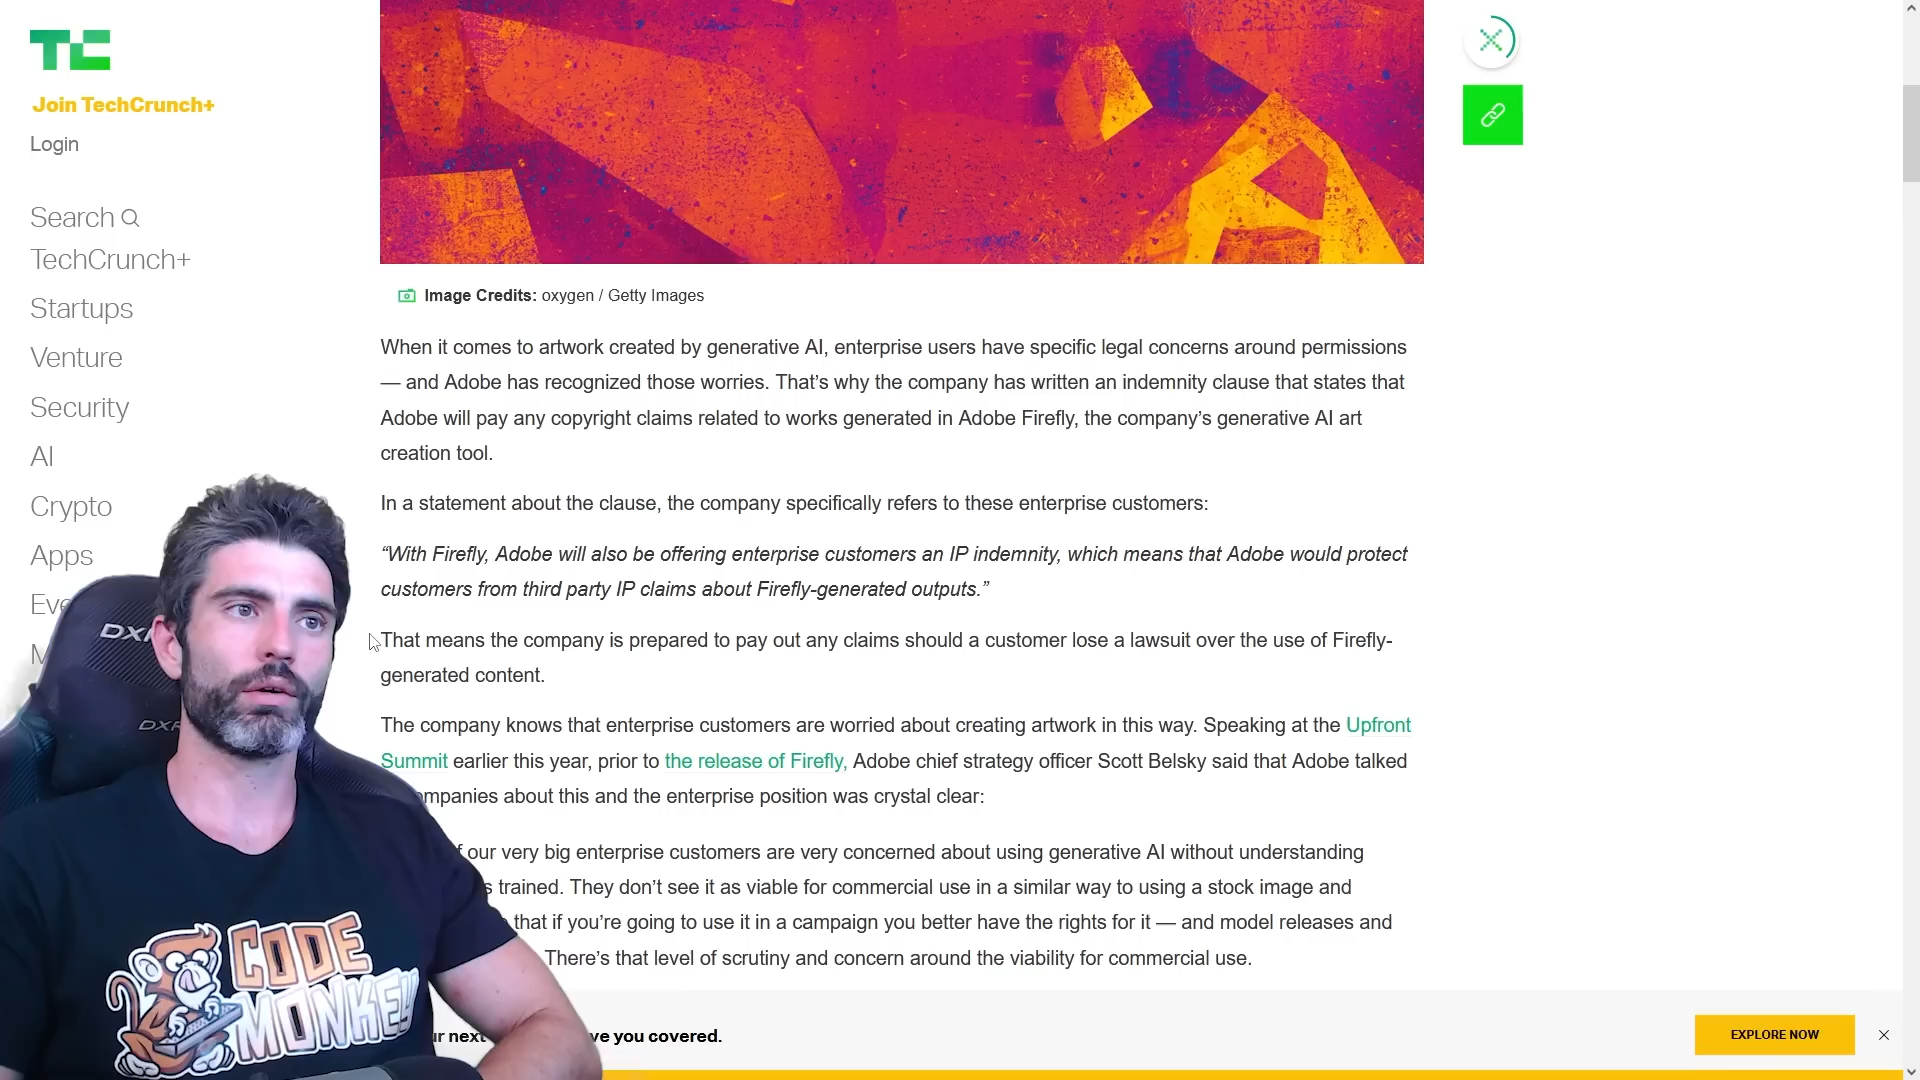 TC
Join TechCrunch+
Login
Search
TechCrunch+
Startups
Venture
Security
AI
Crypto
Apps
Image Credits: oxygen / Getty Images
When it comes to artwork created by generative AI, enterprise users have specific legal concerns around permissions
— and Adobe has recognized those worries. That’s why the company has written an indemnity clause that states that
Adobe will pay any copyright claims related to works generated in Adobe Firefly, the company’s generative AI art
creation tool.
In a statement about the clause, the company specifically refers to these enterprise customers:
“With Firefly, Adobe will also be offering enterprise customers an IP indemnity, which means that Adobe would protect
customers from third party IP claims about Firefly-generated outputs.”
That means the company is prepared to pay out any claims should a customer lose a lawsuit over the use of Firefly-
generated content.
The company knows that enterprise customers are worried about creating artwork in this way. Speaking at the Upfront
Summit earlier this year, prior to the release of Firefly, Adobe chief strategy officer Scott Belsky said that Adobe talked
companies about this and the enterprise position was crystal clear:
our very big enterprise customers are very concerned about using generative AI without understanding
trained. They don’t see it as viable for commercial use in a similar way to using a stock image and
that if you’re going to use it in a campaign you better have the rights for it — and model releases and
There’s that level of scrutiny and concern around the viability for commercial use.
next
you covered.
EXPLORE NOW
CODE
MONKEY